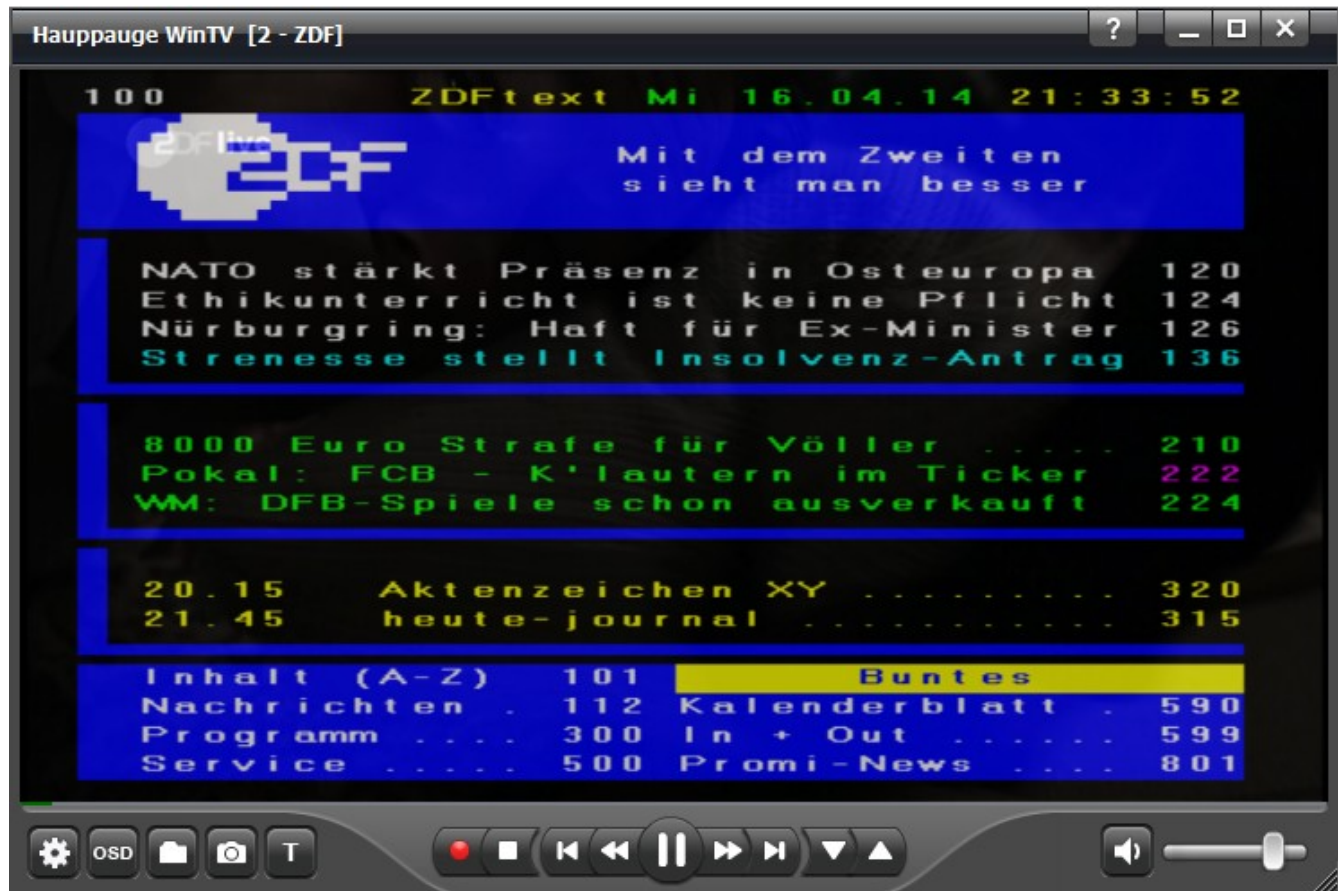 Hauppauge WinTV [2 - ZDF]
?
100 ZDFtext Mi 16.04.14 21:33:52
ZDFlive
ZDF
Mit dem Zweiten
sieht man besser
NATO stärkt Präsenz in Osteuropa 120
Ethikunterricht ist keine Pflicht 124
Nürburgring: Haft für Ex-Minister 126
Strenesse stellt Insolvenz-Antrag 136
8000 Euro Strafe für Völler ..... 210
Pokal: FCB - K'lautern im Ticker 222
WM: DFB-Spiele schon ausverkauft 224
20.15 Aktenzeichen XY ......... 320
21.45 heute-journal ........... 315
Inhalt (A-Z) 101 Buntes
Nachrichten . 112 Kalenderblatt . 590
Programm .... 300 In + Out ...... 599
Service ..... 500 Promi-News .... 801
OSD T